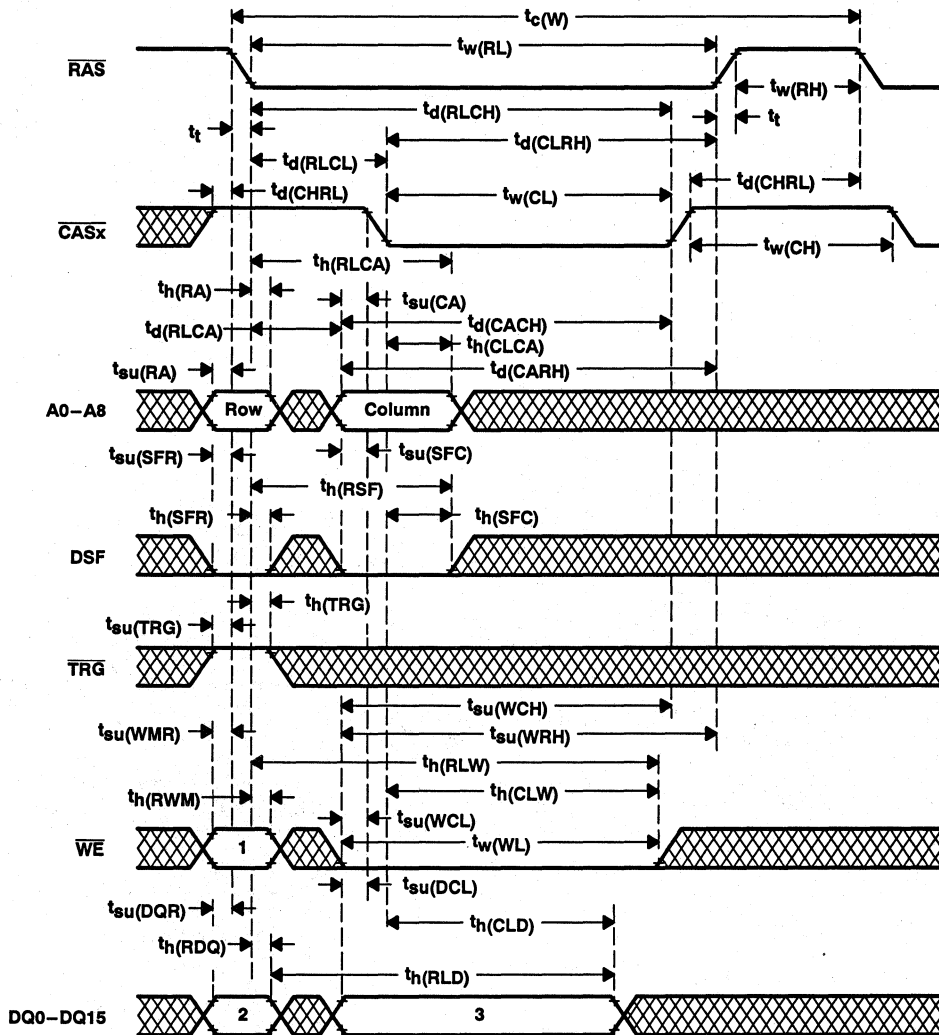 tc(W)
tw(RL)
RAS
tw(RH)
td(RLCH)
tt
tt
td(CLRH)
td(RLCL)
td(CHRL)
td(CHRL)
tw(CL)
CASx
tw(CH)
th(RLCA)
th(RA)
tsu(CA)
td(RLCA)
td(CACH)
th(CLCA)
tsu(RA)
td(CARH)
A0–A8
Row
Column
tsu(SFR)
tsu(SFC)
th(RSF)
th(SFR)
th(SFC)
DSF
th(TRG)
tsu(TRG)
TRG
tsu(WCH)
tsu(WMR)
tsu(WRH)
th(RLW)
th(RWM)
th(CLW)
tsu(WCL)
WE
1
tw(WL)
tsu(DCL)
tsu(DQR)
th(CLD)
th(RDQ)
th(RLD)
DQ0–DQ15
2
3